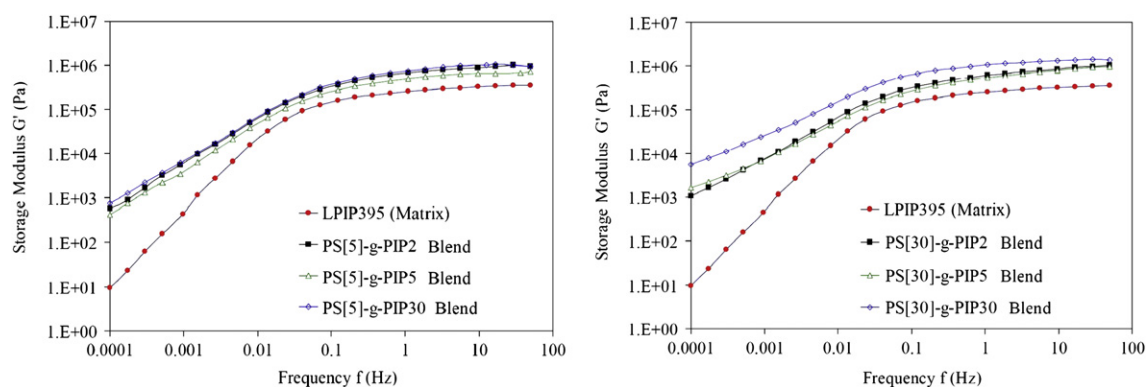 1.E+07
1.E+06
1.E+05
1.E+04
1.E+03
1.E+02
1.E+01
1.E+00
Storage Modulus G' (Pa)
LPIP395 (Matrix)
PS[5]-g-PIP2 Blend
PS[5]-g-PIP5 Blend
PS[5]-g-PIP30 Blend
0.0001 0.001 0.01 0.1 1 10 100
Frequency f (Hz)
1.E+07
1.E+06
1.E+05
1.E+04
1.E+03
1.E+02
1.E+01
1.E+00
Storage Modulus G' (Pa)
LPIP395 (Matrix)
PS[30]-g-PIP2 Blend
PS[30]-g-PIP5 Blend
PS[30]-g-PIP30 Blend
0.0001 0.001 0.01 0.1 1 10 100
Frequency f (Hz)